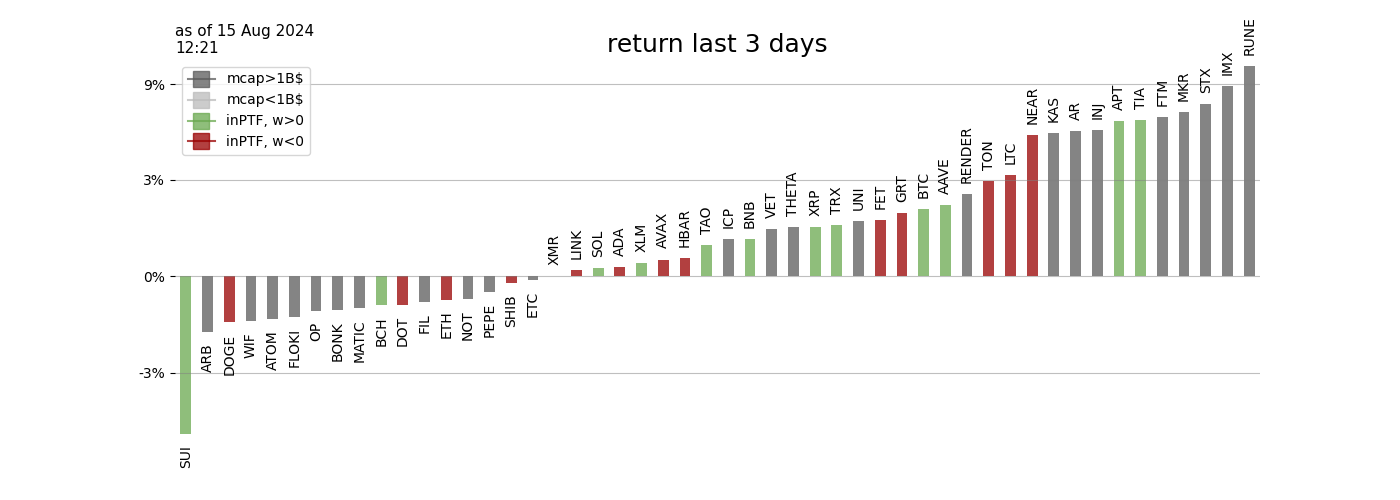 as of 15 Aug 2024
12:21
return last 3 days
mcap>1B$
mcap<1B$
inPTF, w>0
inPTF, w<0
9%
3%
0%
-3%
SUI
ARB
DOGE
WIF
ATOM
FLOKI
OP
BONK
MATIC
BCH
DOT
FIL
ETH
NOT
PEPE
SHIB
ETC
XMR
LINK
SOL
ADA
XLM
AVAX
HBAR
TAO
ICP
BNB
VET
THETA
XRP
TRX
UNI
FET
GRT
BTC
AAVE
RENDER
TON
LTC
NEAR
KAS
AR
INJ
APT
TIA
FTM
MKR
STX
IMX
RUNE